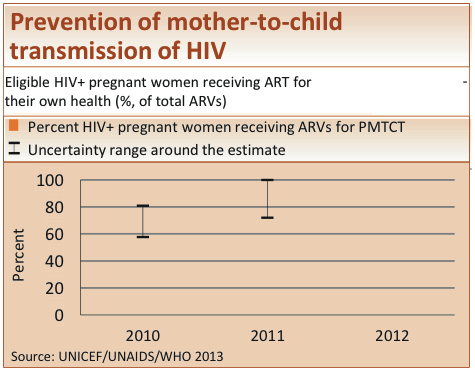 Prevention of mother-to-child
transmission of HIV
Eligible HIV+ pregnant women receiving ART for -
their own health (%, of total ARVs)
Percent HIV+ pregnant women receiving ARVs for PMTCT
Uncertainty range around the estimate
100
80
60
40
20
0
Percent
2010 2011 2012
Source: UNICEF/UNAIDS/WHO 2013